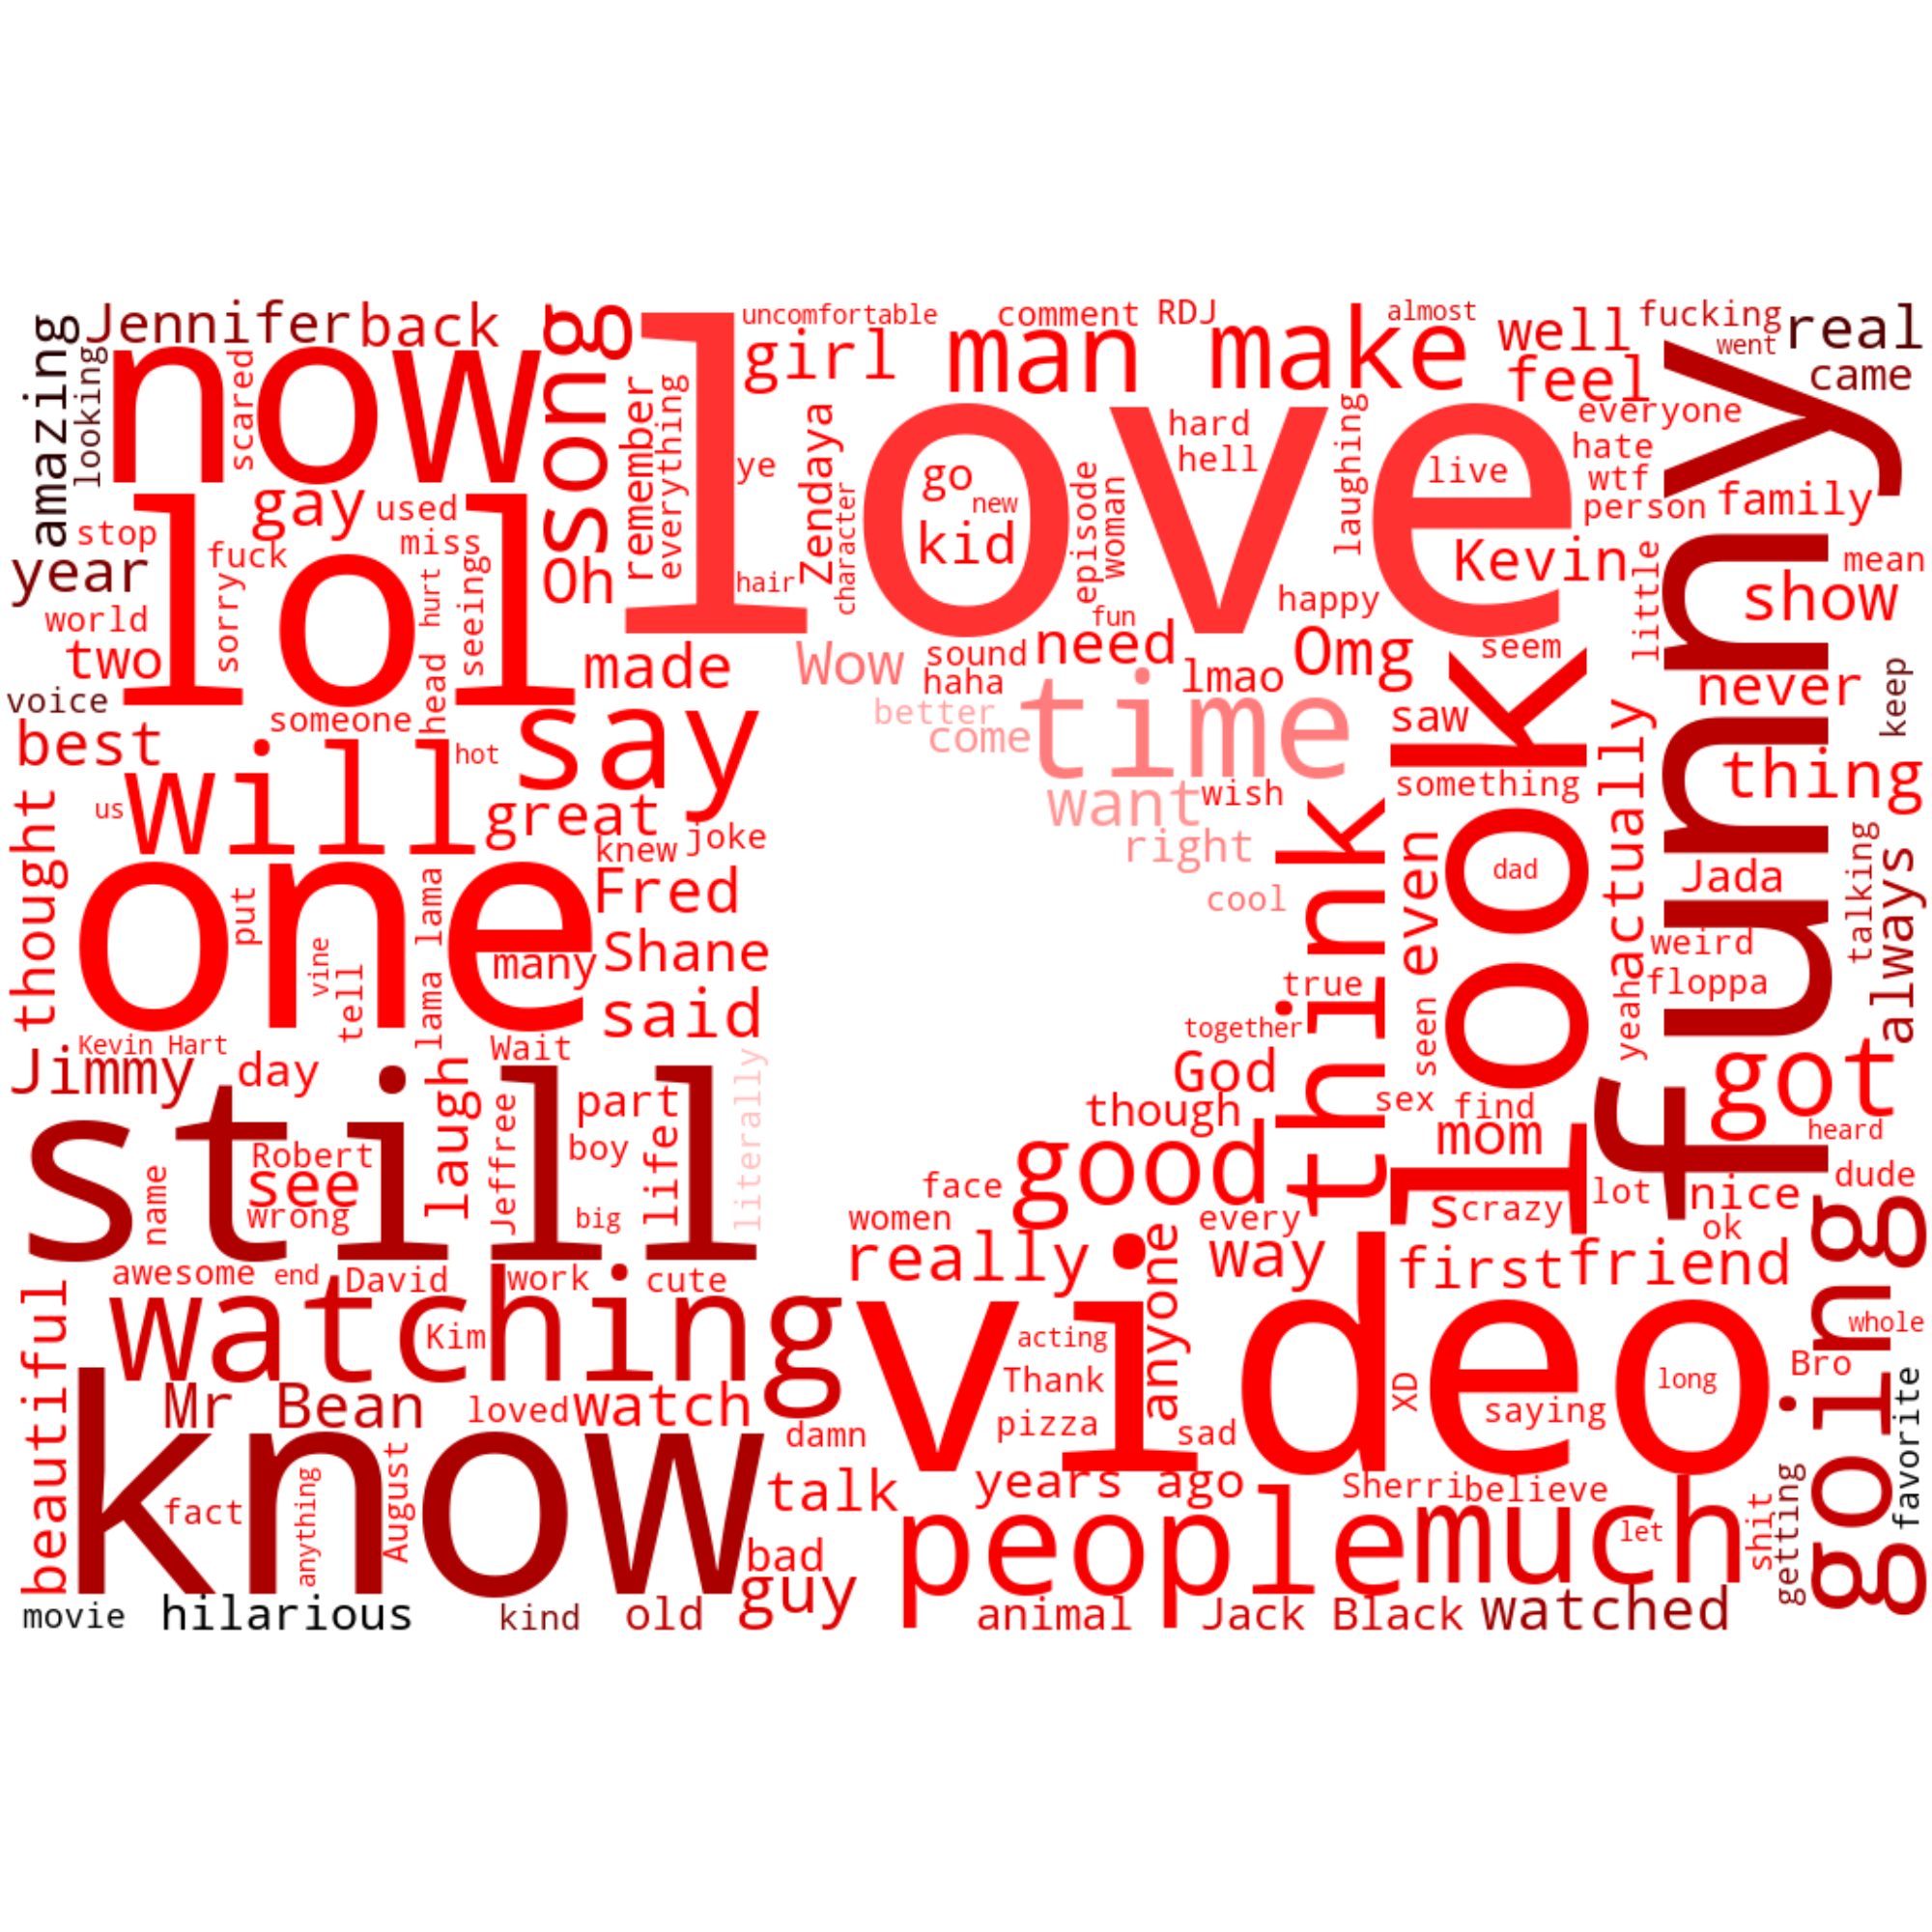 amazing
looking
Jennifer
back
now
scared
song
love
uncomfortable
girl
comment
RDJ
man
make
almost
well
feel
fucking
went
real
came
everyone
hate
wtf
person
family
funny
remember
everything
ye
hair
Zendaya
character
go
new
kid
episode
woman
hard
hell
laughing
live
Kevin
happy
fun
little
mean
show
stop
gay
used
miss
fuck
year
world
two
lol
sorry
hurt
head
seeing
Oh
made
voice
someone
best
will
hot
say
us
great
knew
joke
Wow
sound
haha
need
lmao
Omg
seem
better
come
time
saw
look
never
keep
want
wish
something
actually
thing
right
cool
think
even
dad
Jada
talking
always
weird
floppa
yeah
seen
true
together
thought
one
put
vine
tell
lama lama
lama lama
many
Fred
Shane
said
Kevin Hart
Jimmy
day
Wait
laugh
still
Robert
see
wrong
name
Jeffree
part
boy
big
life
literally
God
though
good
face
women
really
every
way
anyone
sex
find
mom
s
crazy
lot
nice
ok
got
heard
dude
first
friend
going
whole
Bro
favorite
awesome
end
David
work
cute
beautiful
watching
Kim
Mr Bean
loved
watch
damn
video
acting
Thank
pizza
sad
XD
saying
long
know
fact
anything
August
talk
years ago
Sherri
believe
bad
guy
people
much
let
shit
getting
movie
hilarious
kind
old
animal
Jack Black
watched